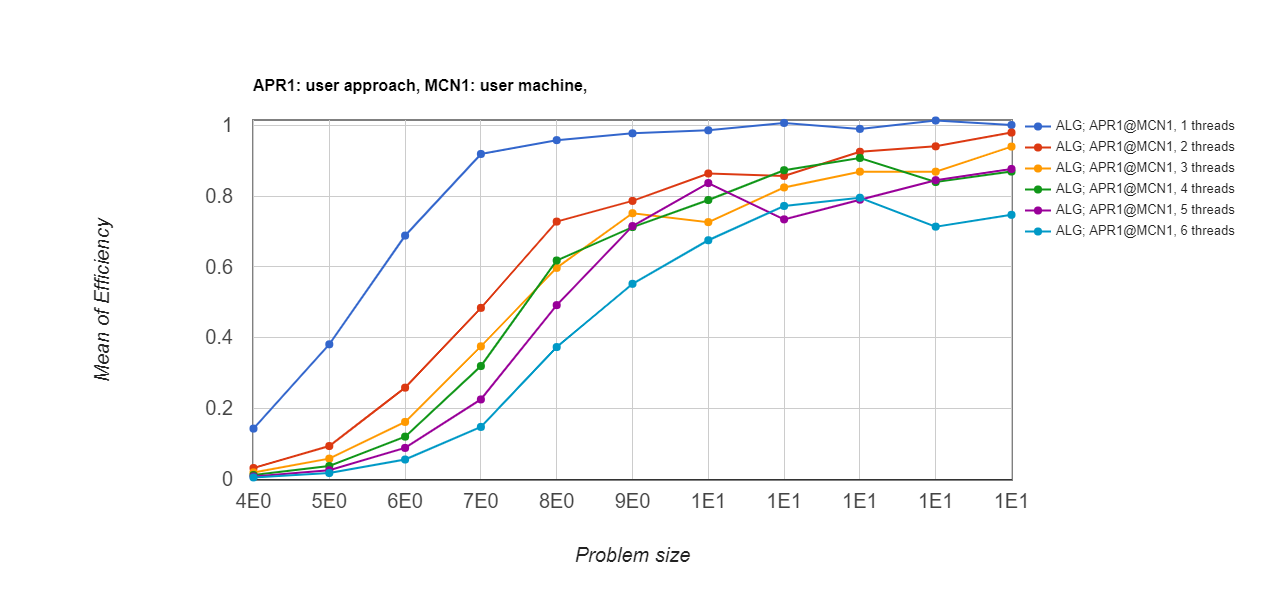 APR1: user approach, MCN1: user machine,
Mean of Efficiency
1
0.8
0.6
0.4
0.2
0
4E0 5E0 6E0 7E0 8E0 9E0 1E1 1E1 1E1 1E1 1E1
Problem size
ALG; APR1@MCN1, 1 threads
ALG; APR1@MCN1, 2 threads
ALG; APR1@MCN1, 3 threads
ALG; APR1@MCN1, 4 threads
ALG; APR1@MCN1, 5 threads
ALG; APR1@MCN1, 6 threads